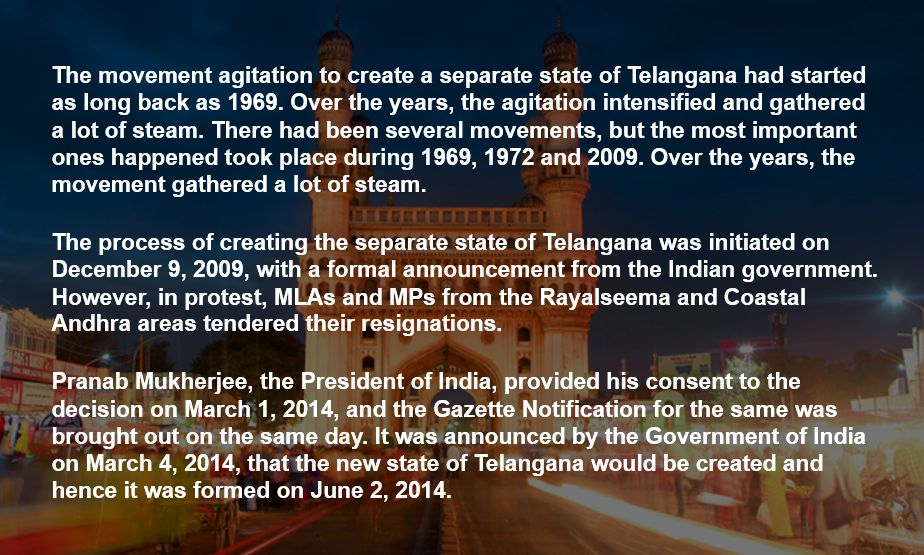 The movement agitation to create a separate state of Telangana had started
as long back as 1969. Over the years, the agitation intensified and gathered
a lot of steam. There had been several movements, but the most important
ones happened took place during 1969, 1972 and 2009. Over the years, the
movement gathered a lot of steam.
The process of creating the separate state of Telangana was initiated on
December 9, 2009, with a formal announcement from the Indian government.
However, in protest, MLAs and MPs from the Rayalseema and Coastal
Andhra areas tendered their resignations.
Pranab Mukherjee, the President of India, provided his consent to the
decision on March 1, 2014, and the Gazette Notification for the same was
brought out on the same day. It was announced by the Government of India
on March 4, 2014, that the new state of Telangana would be created and
hence it was formed on June 2, 2014.